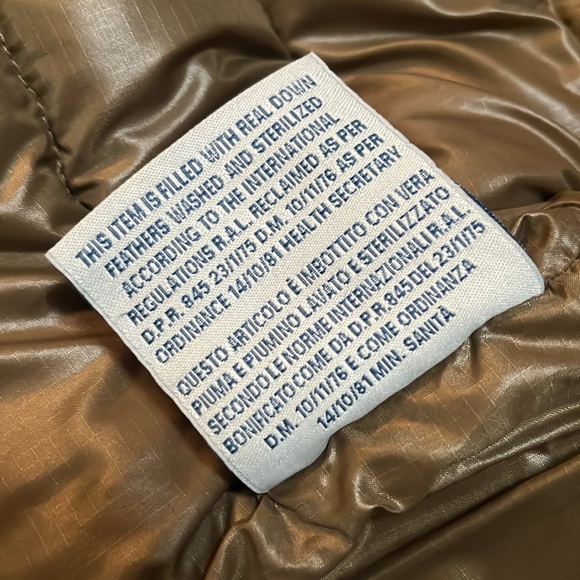 THIS ITEM IS FILLED WITH REAL DOWN
FEATHERS WASHED AND STERILIZED
ACCORDING TO THE INTERNATIONAL
REGULATIONS R.A.L. RECLAIMED AS PER
D.P.R. 845 23/1/75 D.M. 10/11/76 AS PER
ORDINANCE 14/10/81 HEALTH SECRETARY
QUESTO ARTICOLO È IMBOTTITO CON VERA
PIUMA E PIUMINO LAVATO E STERILIZZATO
SECONDO LE NORME INTERNAZIONALI R.A.L.
BONIFICATO COME DA D.P.R. 845 DEL 23/1/75
D.M. 10/11/76 E COME ORDINANZA
14/10/81 MIN. SANITÀ